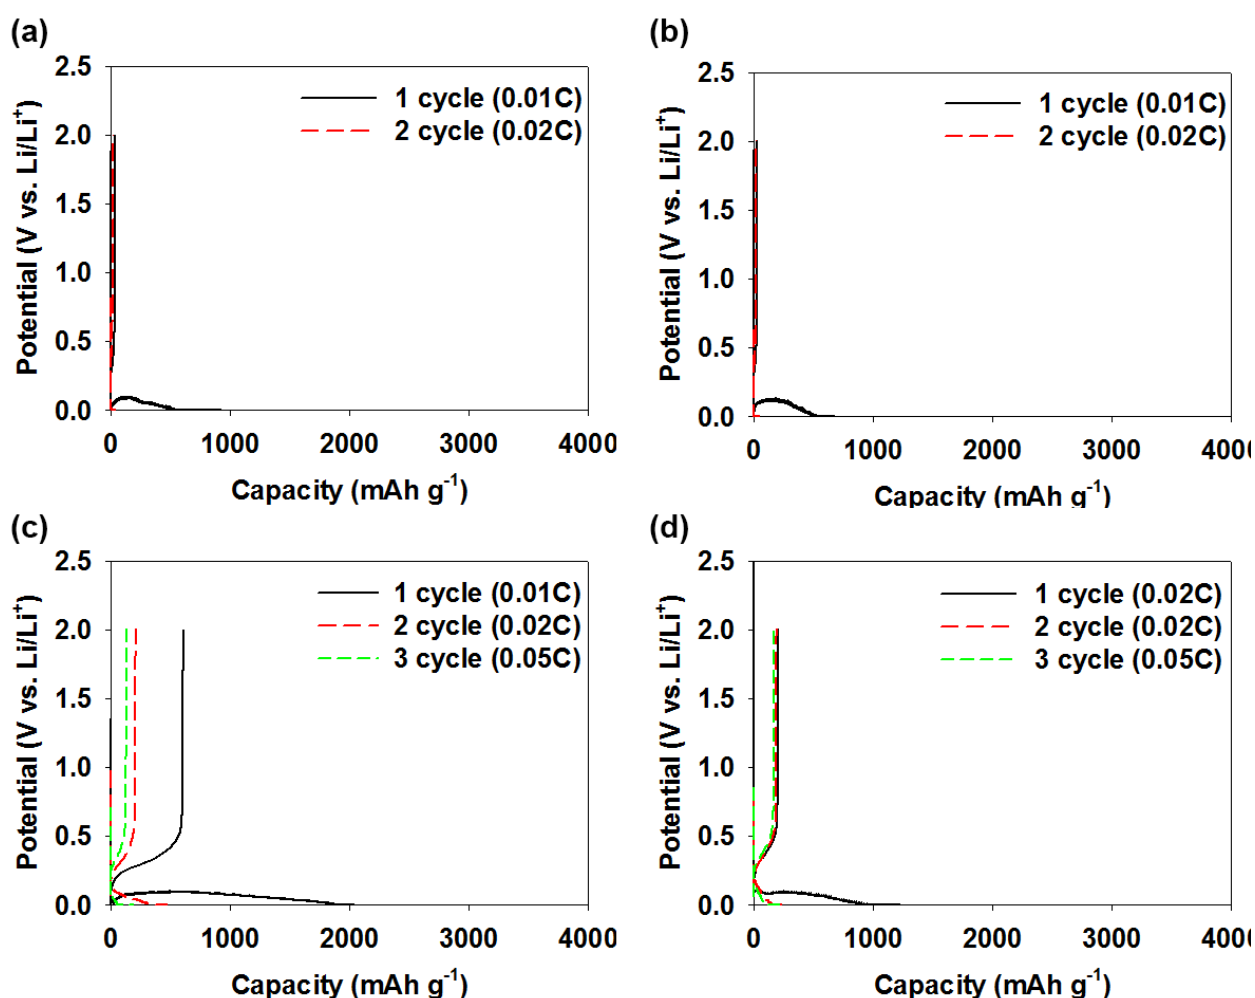 (a)
2.5
2.0
1.5
1.0
0.5
0.0
Potential (V vs. Li/Li⁺)
1 cycle (0.01C)
2 cycle (0.02C)
0 1000 2000 3000 4000
Capacity (mAh g⁻¹)
(b)
2.5
2.0
1.5
1.0
0.5
0.0
Potential (V vs. Li/Li⁺)
1 cycle (0.01C)
2 cycle (0.02C)
0 1000 2000 3000 4000
Capacity (mAh g⁻¹)
(c)
2.5
2.0
1.5
1.0
0.5
0.0
Potential (V vs. Li/Li⁺)
1 cycle (0.01C)
2 cycle (0.02C)
3 cycle (0.05C)
0 1000 2000 3000 4000
Capacity (mAh g⁻¹)
(d)
2.5
2.0
1.5
1.0
0.5
0.0
Potential (V vs. Li/Li⁺)
1 cycle (0.02C)
2 cycle (0.02C)
3 cycle (0.05C)
0 1000 2000 3000 4000
Capacity (mAh g⁻¹)